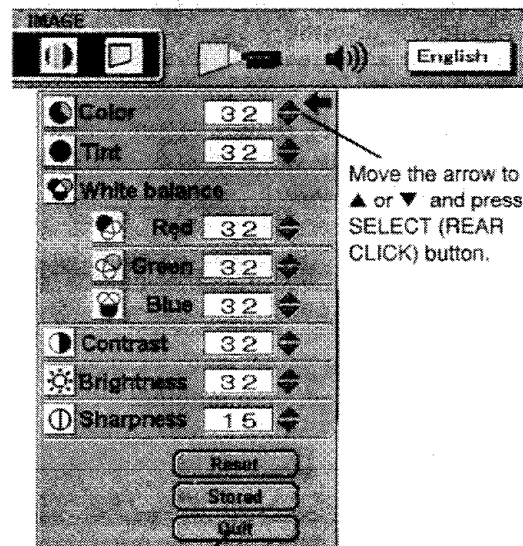 IMAGE
English
Color 32
Tint 32
White balance
Red 32
Green 32
Blue 32
Contrast 32
Brightness 32
Sharpness 15
Reset
Stored
Quit
Move the arrow to
▲ or ▼ and press
SELECT (REAR
CLICK) button.